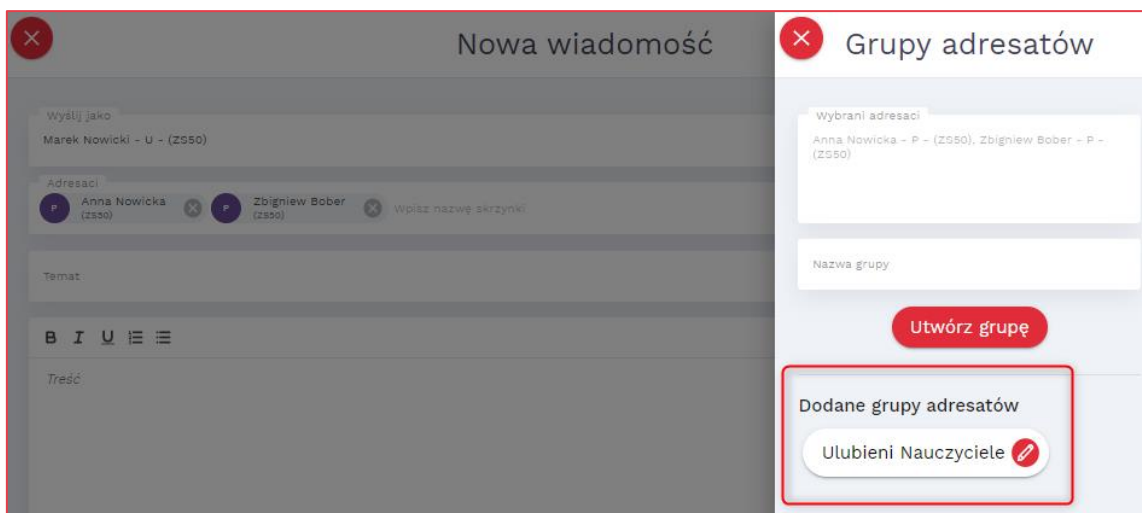 Nowa wiadomość
Wyślij jako
Marek Nowicki - U - (ZS50)
Adresaci
P
Anna Nowicka
(ZS50)
P
Zbigniew Bober
(ZS50)
Wpisz nazwę skrzynki
Temat
B I U
Treść
Grupy adresatów
Wybrani adresaci
Anna Nowicka - P - (ZS50), Zbigniew Bober - P -
(ZS50)
Nazwa grupy
Utwórz grupę
Dodane grupy adresatów
Ulubieni Nauczyciele